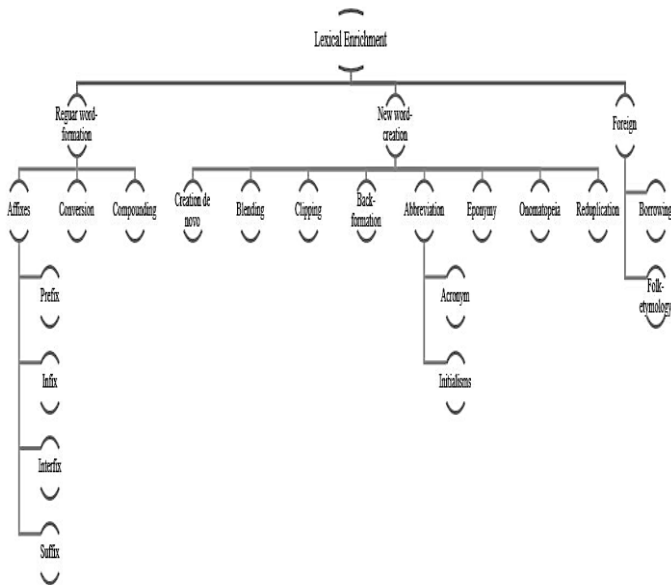 Lexical Enrichment
Reguar word-
formation
New word-
creation
Foreign
Affixes
Conversion
Compounding
Creation de
novo
Blending
Clipping
Back-
formation
Abbreviation
Eponymy
Onomatopeia
Reduplication
Borrowing
Prefix
Acronym
Folk-
etymology
Infix
Initialisms
Interfix
Suffix